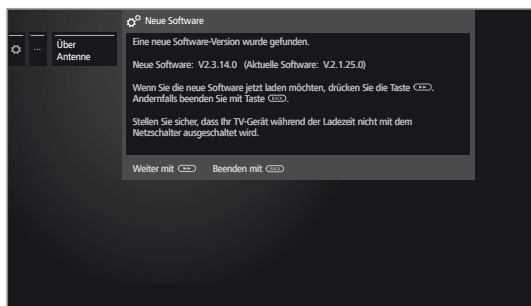 Neue Software
...
Über
Antenne
Eine neue Software-Version wurde gefunden.
Neue Software: V2.3.14.0 (Aktuelle Software: V.2.1.25.0)
Wenn Sie die neue Software jetzt laden möchten, drücken Sie die Taste.
Andernfalls beenden Sie mit Taste BACK.
Stellen Sie sicher, dass Ihr TV-Gerät während der Ladezeit nicht mit dem
Netzschalter ausgeschaltet wird.
Weiter mit Beenden mit BACK